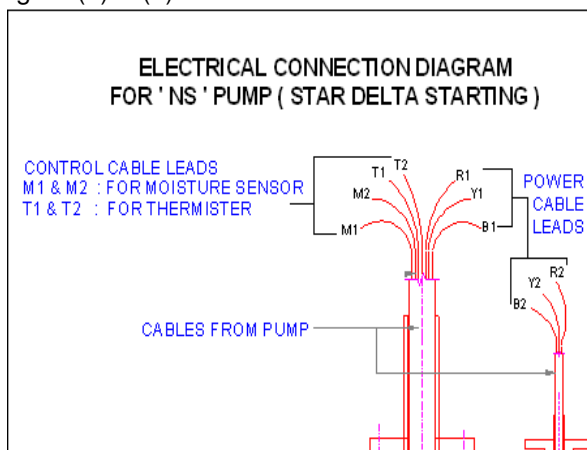 ELECTRICAL CONNECTION DIAGRAM
FOR ' NS ' PUMP ( STAR DELTA STARTING )
CONTROL CABLE LEADS
M1 & M2 : FOR MOISTURE SENSOR
T1 & T2 : FOR THERMISTER
T2
T1
M2
M1
R1
Y1
B1
POWER
CABLE
LEADS
R2
Y2
B2
CABLES FROM PUMP